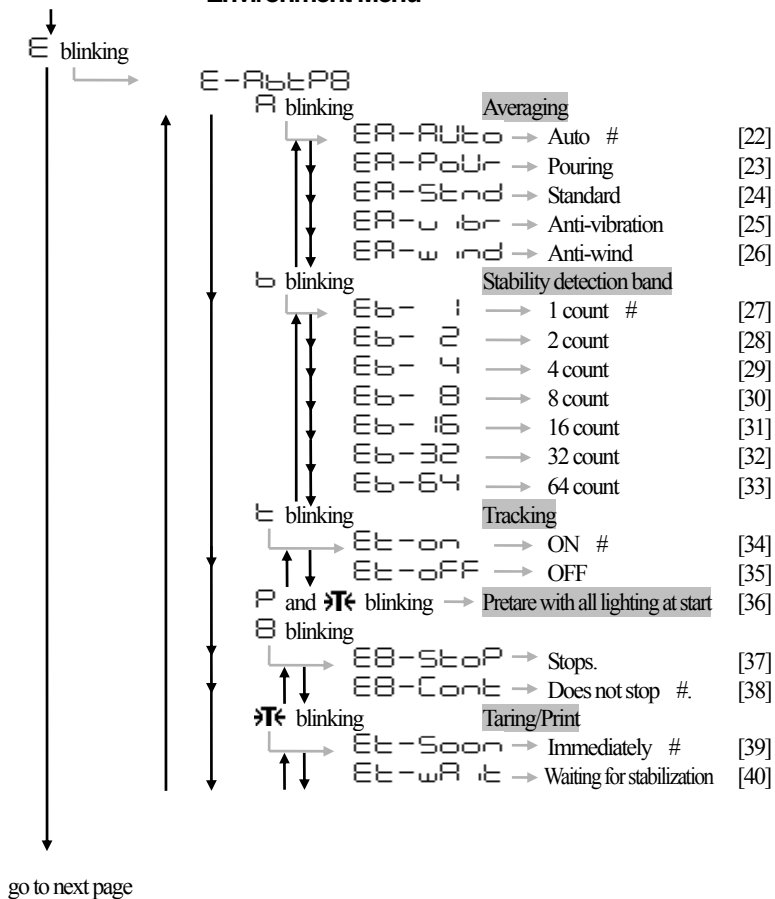 Environment Menu
E blinking
E-AbtP8
A blinking Averaging
EA-AUto → Auto # [22]
EA-PoUr → Pouring [23]
EA-Stnd → Standard [24]
EA-vibr → Anti-vibration [25]
EA-wind → Anti-wind [26]
b blinking Stability detection band
Eb- 1 → 1 count # [27]
Eb- 2 → 2 count [28]
Eb- 4 → 4 count [29]
Eb- 8 → 8 count [30]
Eb- 16 → 16 count [31]
Eb-32 → 32 count [32]
Eb-64 → 64 count [33]
t blinking Tracking
Et-on → ON # [34]
Et-oFF → OFF [35]
P and →T← blinking → Pretare with all lighting at start [36]
8 blinking
E8-StoP → Stops. [37]
E8-Cont → Does not stop #. [38]
→T← blinking Taring/Print
Et-Soon → Immediately # [39]
Et-wAit → Waiting for stabilization [40]
go to next page